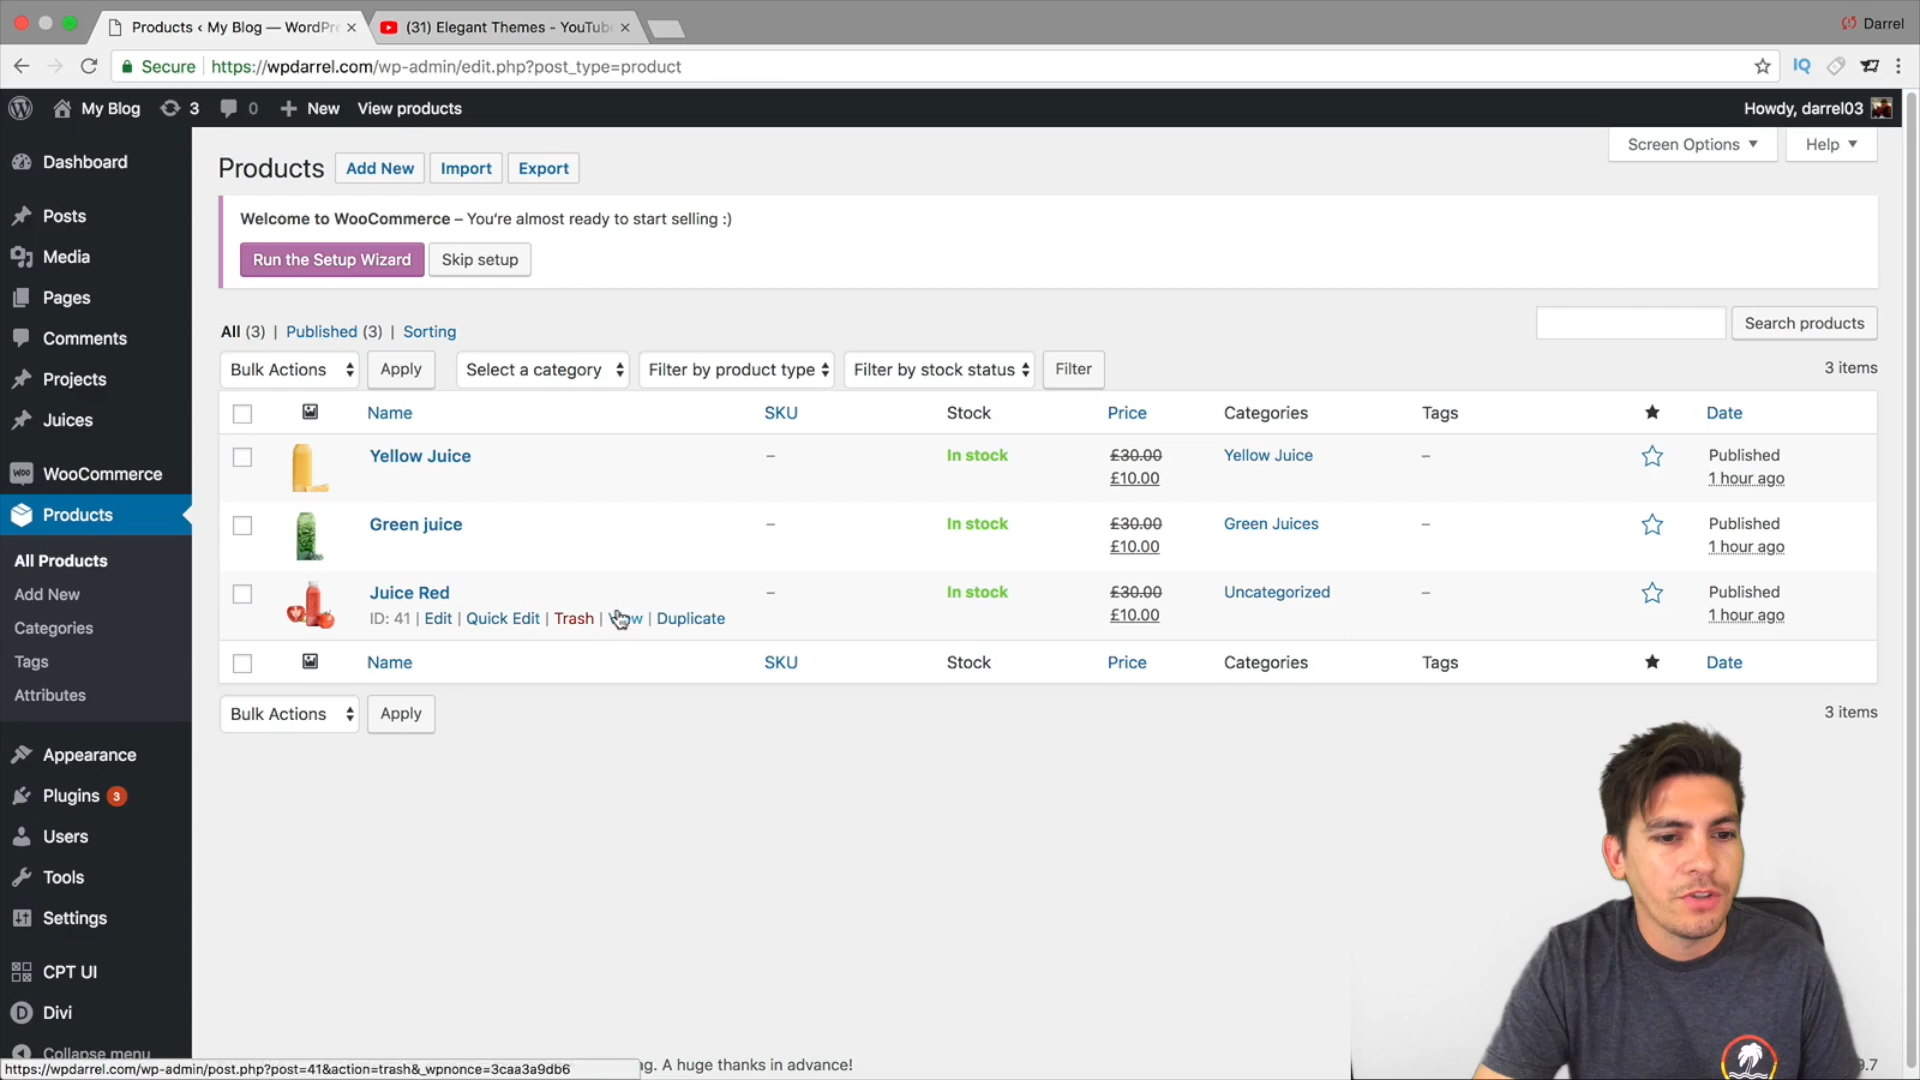 Products ‹ My Blog — WordPre
(31) Elegant Themes - YouTub
Darrel
Secure https://wpdarrel.com/wp-admin/edit.php?post_type=product
IQ
My Blog 3 0 New View products
Howdy, darrel03
Dashboard
Posts
Media
Pages
Comments
Projects
Juices
WooCommerce
Products
All Products
Add New
Categories
Tags
Attributes
Appearance
Plugins 3
Users
Tools
Settings
CPT UI
Divi
Collapse menu
Screen Options Help
Products Add New Import Export
Welcome to WooCommerce – You're almost ready to start selling :)
Run the Setup Wizard Skip setup
All (3) | Published (3) | Sorting
Search products
Bulk Actions Apply Select a category Filter by product type Filter by stock status Filter
3 items
Name SKU Stock Price Categories Tags Date
Yellow Juice – In stock £30.00 Yellow Juice – Published
£10.00 1 hour ago
Green juice – In stock £30.00 Green Juices – Published
£10.00 1 hour ago
Juice Red – In stock £30.00 Uncategorized – Published
ID: 41 | Edit | Quick Edit | Trash | | Duplicate £10.00 1 hour ago
Name SKU Stock Price Categories Tags Date
Bulk Actions Apply
3 items
https://wpdarrel.com/wp-admin/post.php?post=41&action=trash&_wpnonce=3caa3a9db6
g. A huge thanks in advance!
9.7